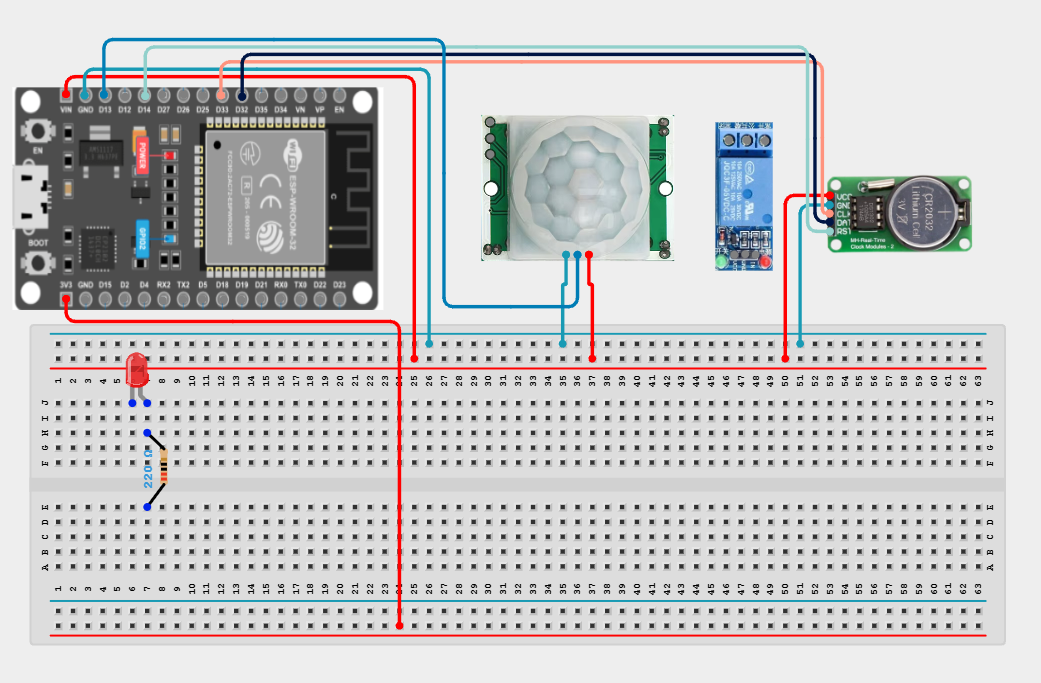 VIN GND D13 D12 D14 D27 D26 D25 D33 D32 D35 D34 VN VP EN
EN
POWER
WiFi
ESP-WROOM-32
CE
R
FCC ID:2AC7Z-ESPWROOM32
C
GPIO2
BOOT
3V3 GND D15 D2 D4 RX2 TX2 D5 D18 D19 D21 RX0 TX0 D22 D23
VCC
GND
CLK
DAT
RST
CR2032
Lithium Cell
3V
MH-Real-Time
Clock Modules - 2
1 2 3 4 5 7 8 9 10 11 12 13 14 15 16 17 18 19 20 21 22 23 24 25 26 27 28 29 30 31 32 33 34 35 36 37 38 39 40 41 42 43 44 45 46 47 48 49 50 51 52 53 54 55 56 57 58 59 60 61 62 63
J J
I I
H H
G G
F F
220 Ω
E E
D D
C C
B B
A A
1 2 3 4 5 6 7 8 9 10 11 12 13 14 15 16 17 18 19 20 21 22 23 24 25 26 27 28 29 30 31 32 33 34 35 36 37 38 39 40 41 42 43 44 45 46 47 48 49 50 51 52 53 54 55 56 57 58 59 60 61 62 63